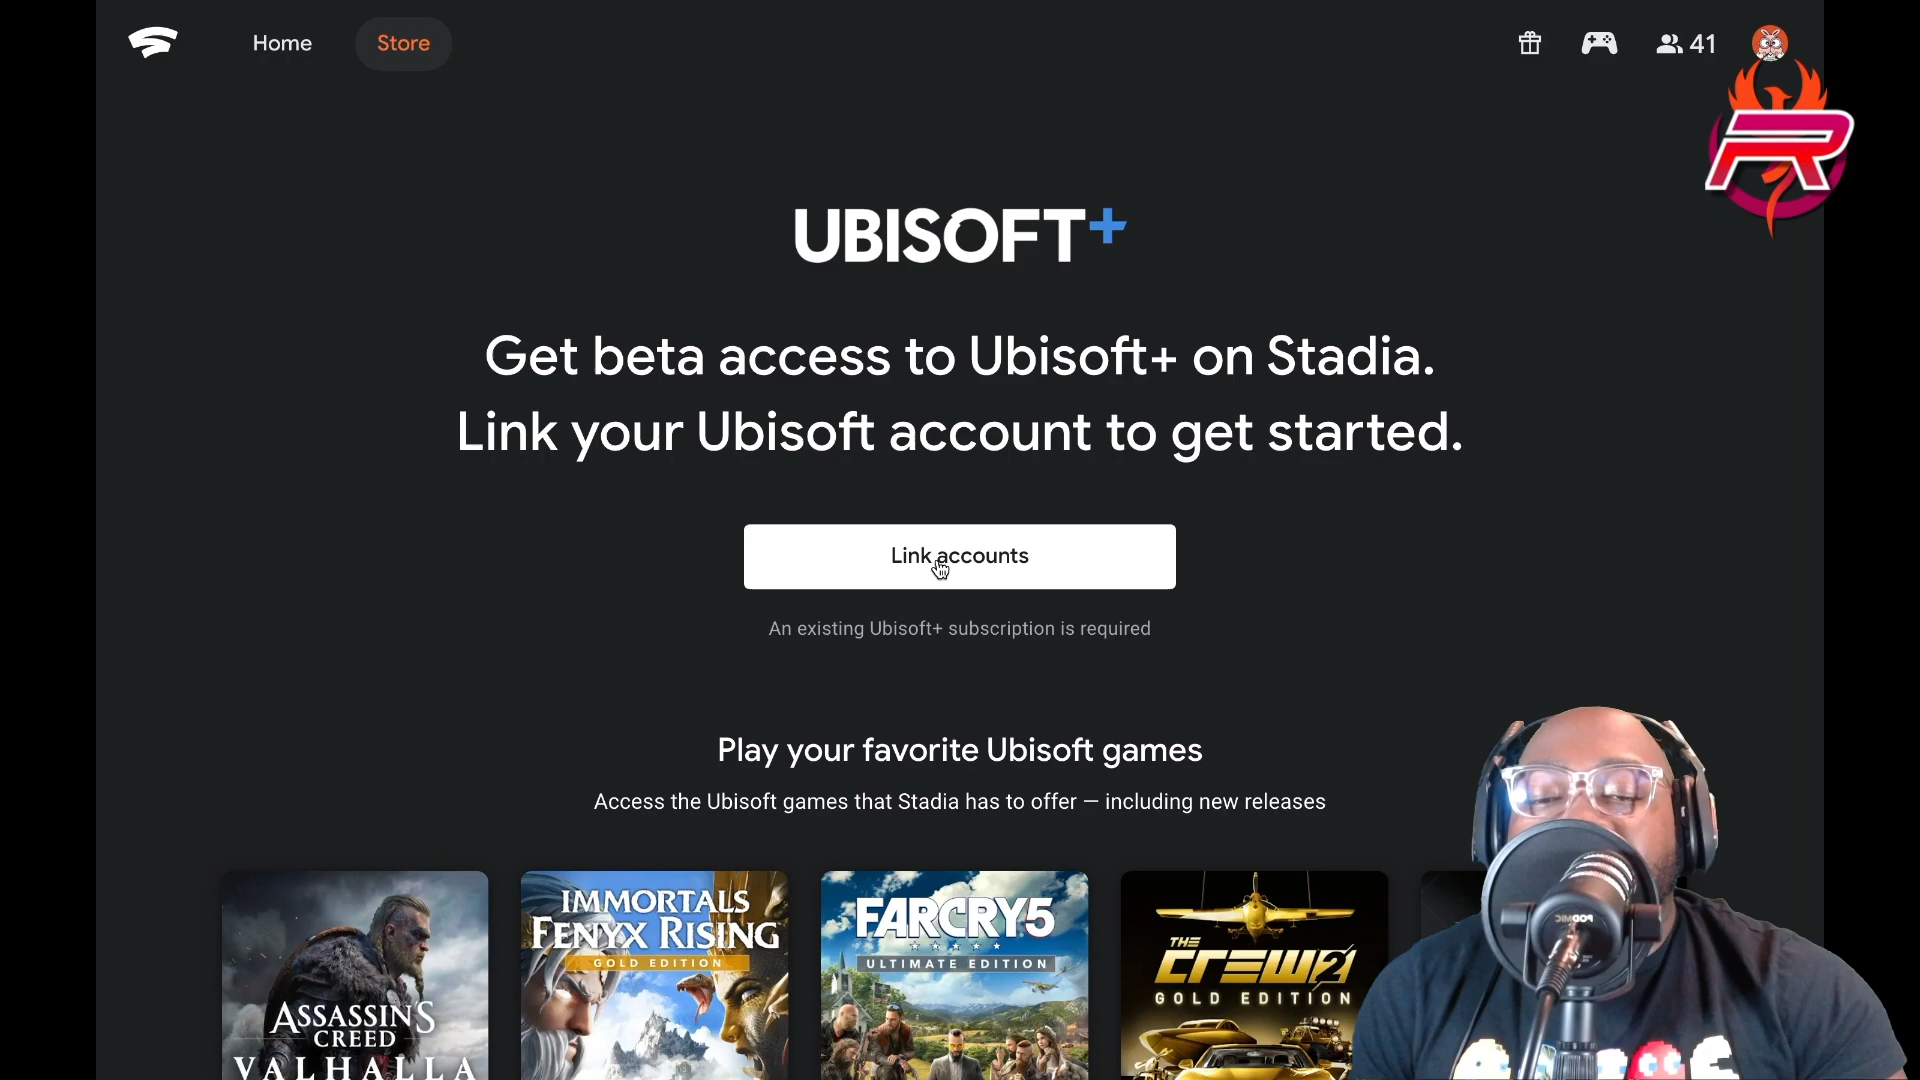 Home
Store
41
R
UBISOFT+
Get beta access to Ubisoft+ on Stadia.
Link your Ubisoft account to get started.
Link accounts
An existing Ubisoft+ subscription is required
Play your favorite Ubisoft games
Access the Ubisoft games that Stadia has to offer — including new releases
ASSASSIN'S
CREED
VALHALLA
IMMORTALS
FENYX RISING
GOLD EDITION
FARCRY5
ULTIMATE EDITION
THE
CREW2
GOLD EDITION
PODMIC